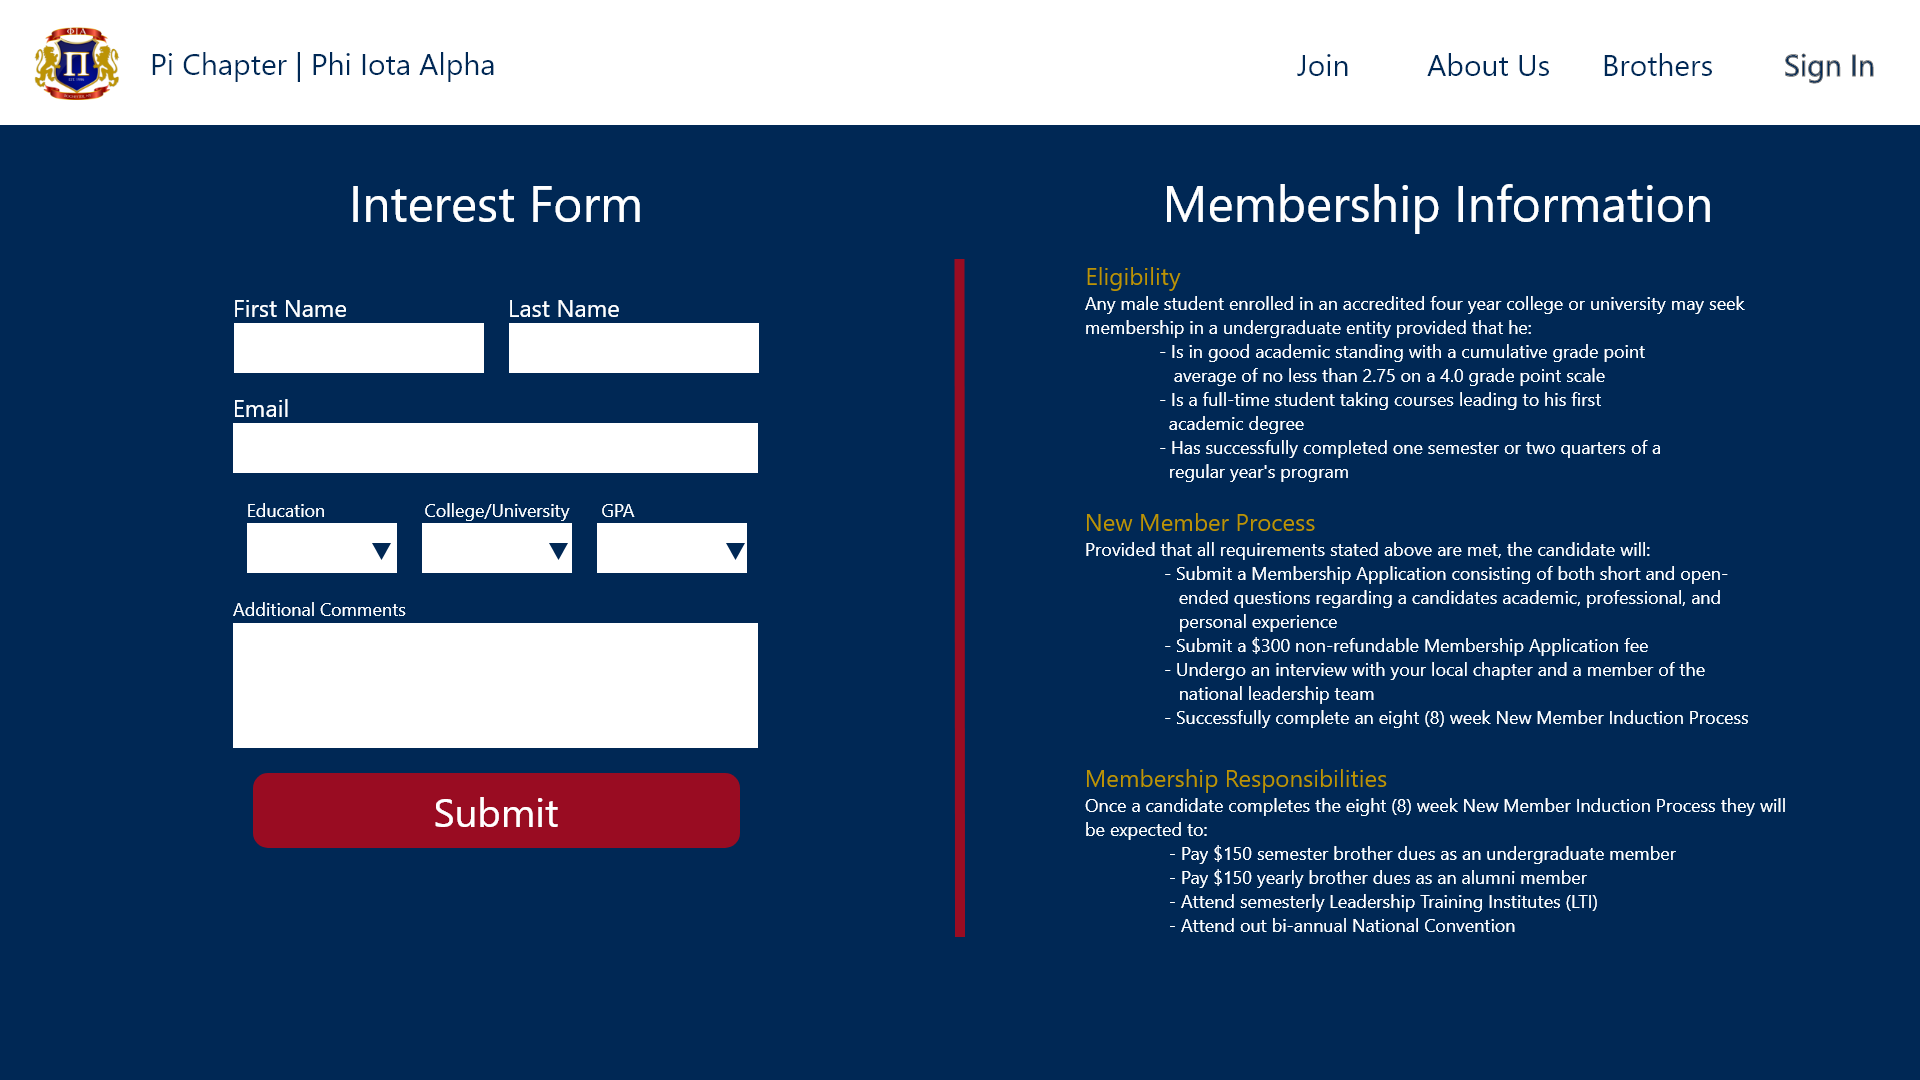 ΦΙΑ
Π
Pi Chapter | Phi Iota Alpha
Join
About Us
Brothers
Sign In
Interest Form
First Name
Last Name
Email
Education
College/University
GPA
Additional Comments
Submit
Membership Information
Eligibility
Any male student enrolled in an accredited four year college or university may seek
membership in a undergraduate entity provided that he:
- Is in good academic standing with a cumulative grade point
average of no less than 2.75 on a 4.0 grade point scale
- Is a full-time student taking courses leading to his first
academic degree
- Has successfully completed one semester or two quarters of a
regular year's program
New Member Process
Provided that all requirements stated above are met, the candidate will:
- Submit a Membership Application consisting of both short and open-
ended questions regarding a candidates academic, professional, and
personal experience
- Submit a $300 non-refundable Membership Application fee
- Undergo an interview with your local chapter and a member of the
national leadership team
- Successfully complete an eight (8) week New Member Induction Process
Membership Responsibilities
Once a candidate completes the eight (8) week New Member Induction Process they will
be expected to:
- Pay $150 semester brother dues as an undergraduate member
- Pay $150 yearly brother dues as an alumni member
- Attend semesterly Leadership Training Institutes (LTI)
- Attend out bi-annual National Convention